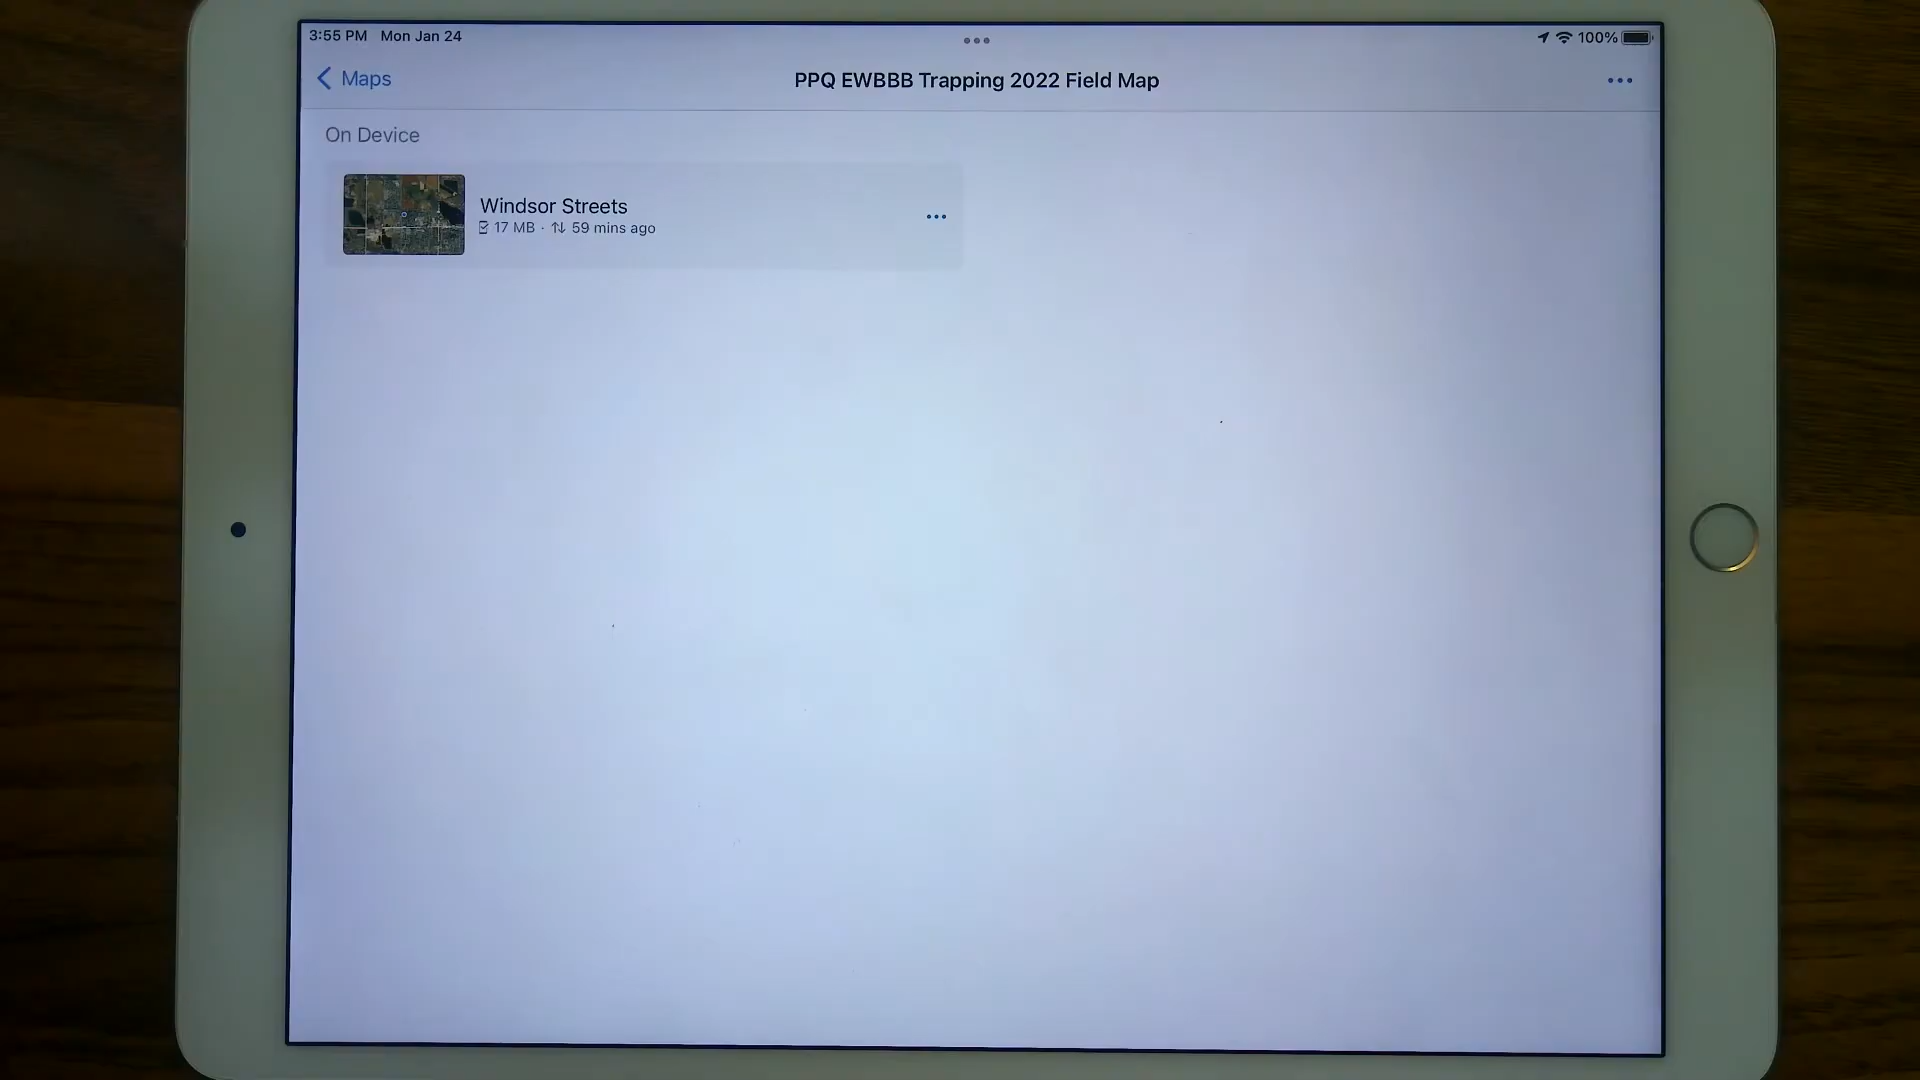 3:55 PM Mon Jan 24
100%
Maps
PPQ EWBBB Trapping 2022 Field Map
On Device
Windsor Streets
17 MB · 59 mins ago